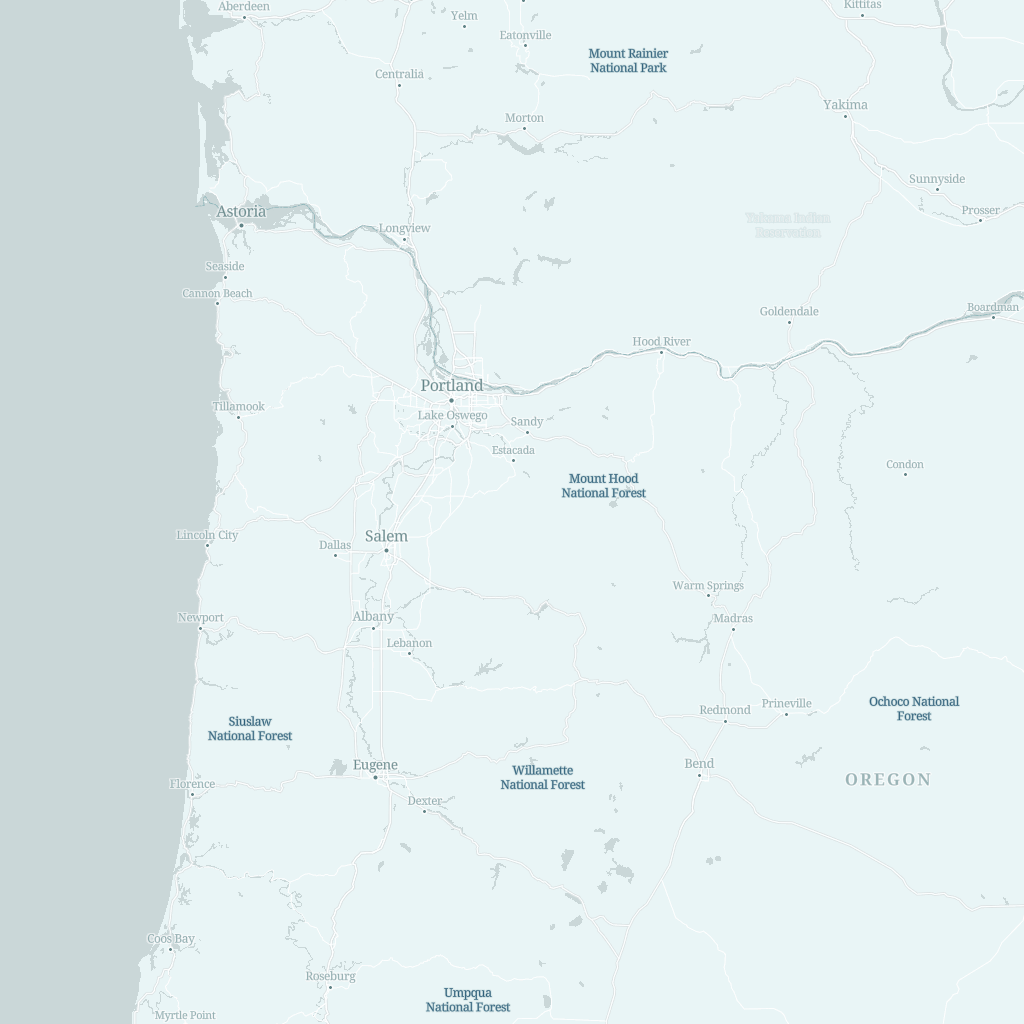 Aberdeen
Kittitas
Yelm
Eatonville
Mount Rainier
National Park
Centralia
Yakima
Morton
Sunnyside
Astoria
Prosser
Yakama Indian
Reservation
Longview
Seaside
Cannon Beach
Boardman
Goldendale
Hood River
Portland
Tillamook
Lake Oswego
Sandy
Estacada
Condon
Mount Hood
National Forest
Lincoln City
Salem
Dallas
Warm Springs
Newport
Albany
Madras
Lebanon
Ochoco National
Forest
Prineville
Redmond
Siuslaw
National Forest
Eugene
Bend
Willamette
National Forest
OREGON
Florence
Dexter
Coos Bay
Roseburg
Umpqua
National Forest
Myrtle Point